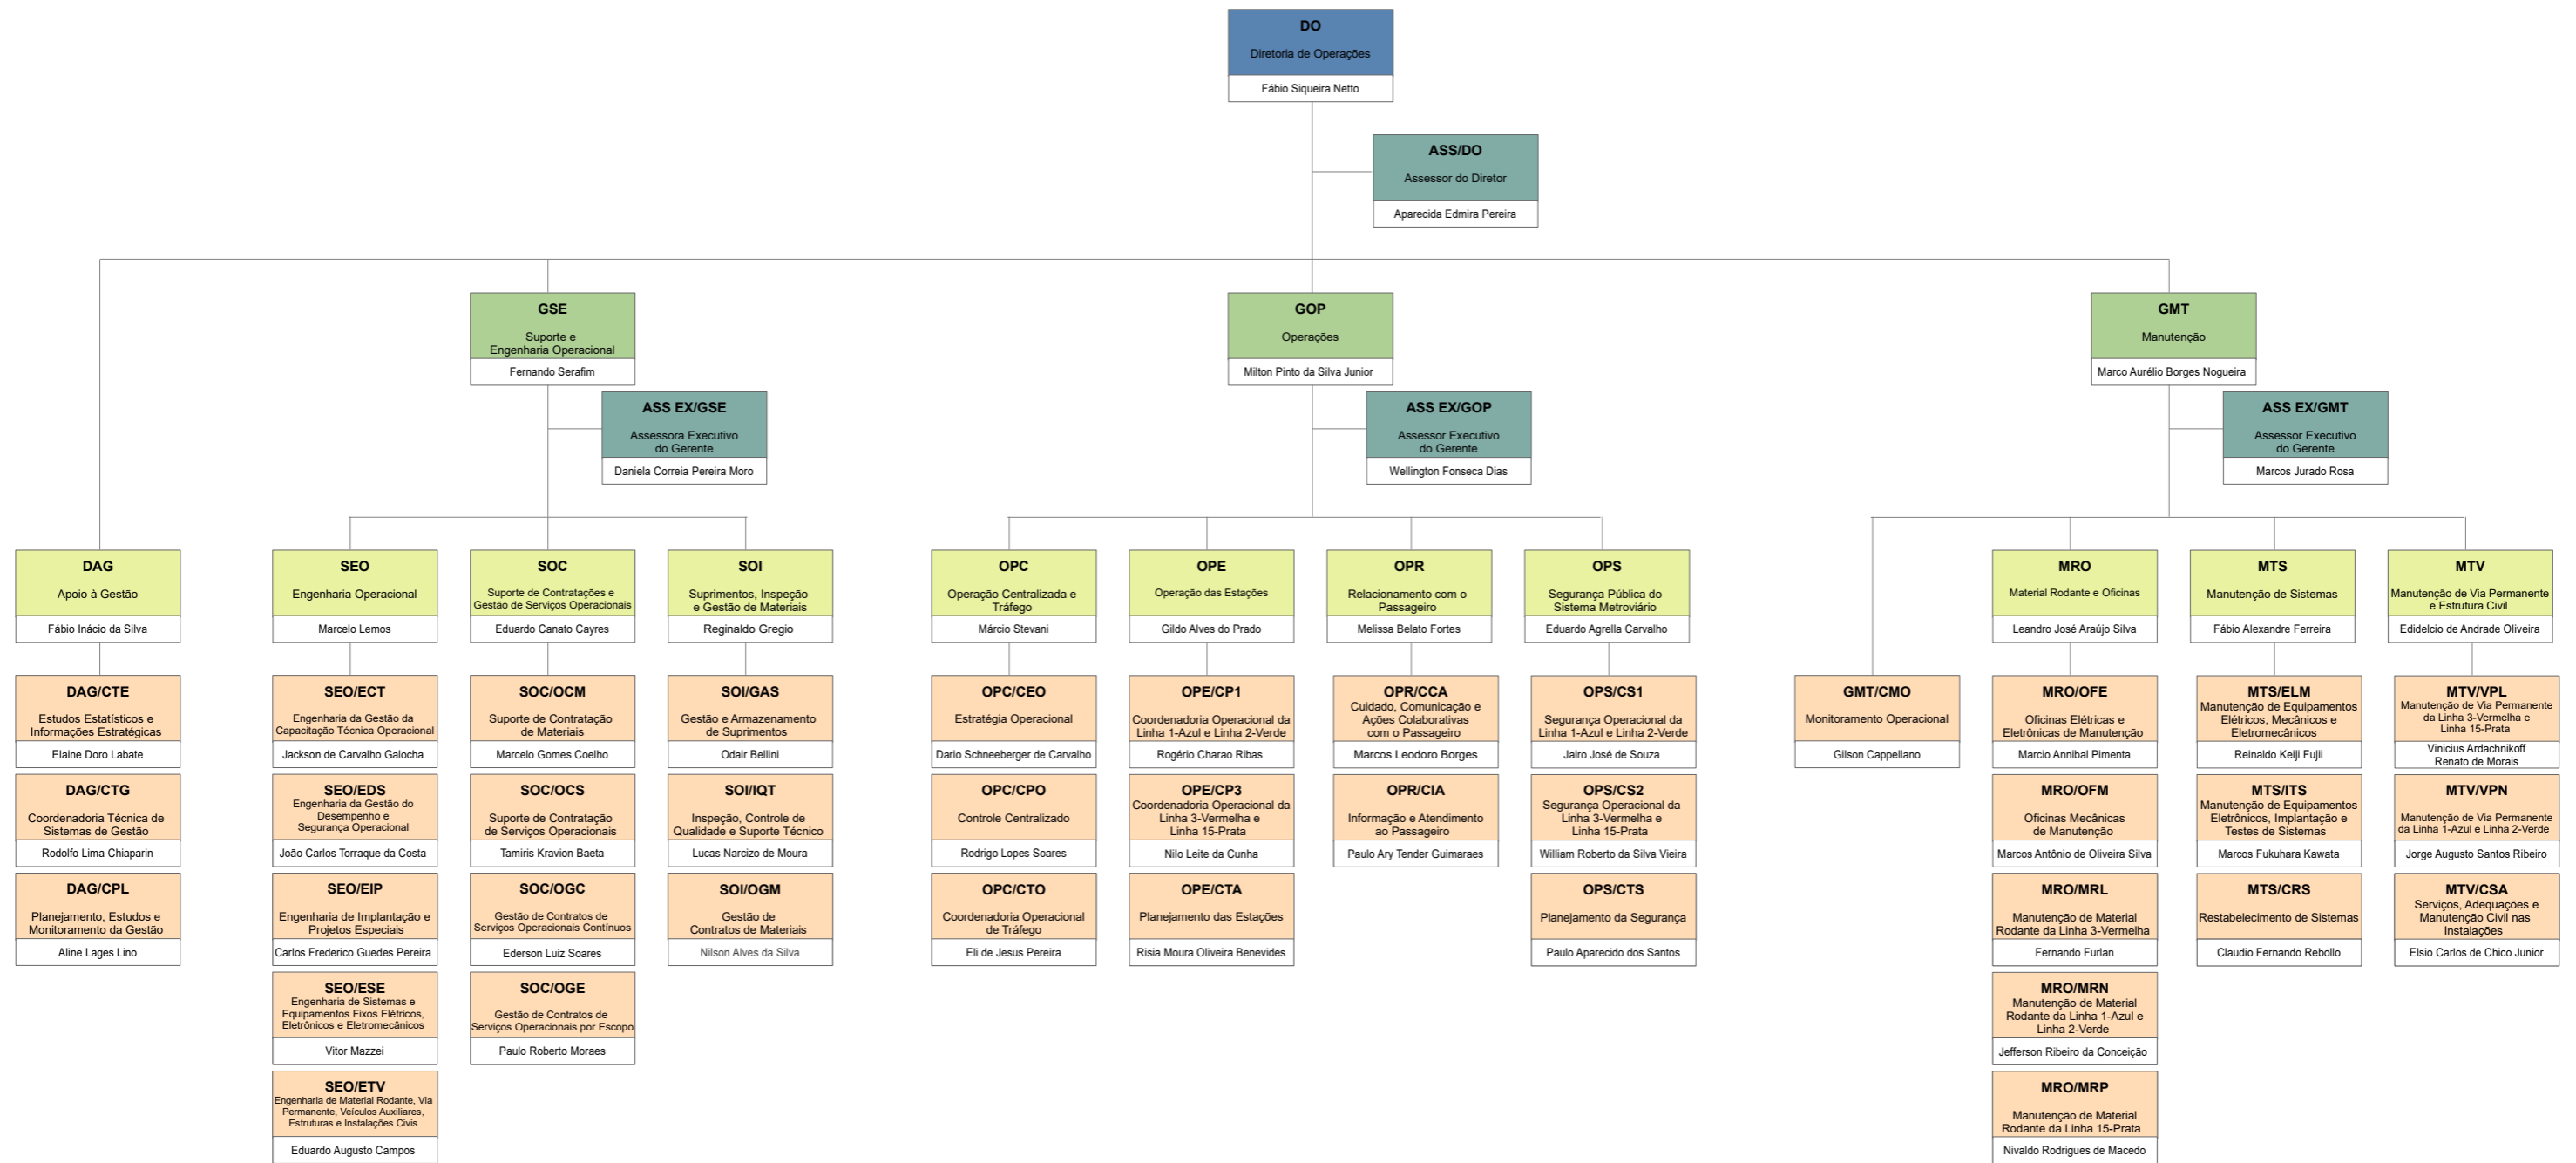 DO
Diretoria de Operações
Fábio Siqueira Netto
ASS/DO
Assessor do Diretor
Aparecida Edmira Pereira
GSE
Suporte e
Engenharia Operacional
Fernando Serafim
ASS EX/GSE
Assessora Executivo
do Gerente
Daniela Correia Pereira Moro
GOP
Operações
Milton Pinto da Silva Junior
ASS EX/GOP
Assessor Executivo
do Gerente
Wellington Fonseca Dias
GMT
Manutenção
Marco Aurélio Borges Nogueira
ASS EX/GMT
Assessor Executivo
do Gerente
Marcos Jurado Rosa
DAG
Apoio à Gestão
Fábio Inácio da Silva
DAG/CTE
Estudos Estatísticos e
Informações Estratégicas
Elaine Doro Labate
DAG/CTG
Coordenadoria Técnica de
Sistemas de Gestão
Rodolfo Lima Chiaparin
DAG/CPL
Planejamento, Estudos e
Monitoramento da Gestão
Aline Lages Lino
SEO
Engenharia Operacional
Marcelo Lemos
SEO/ECT
Engenharia da Gestão da
Capacitação Técnica Operacional
Jackson de Carvalho Galocha
SEO/EDS
Engenharia da Gestão do
Desempenho e
Segurança Operacional
João Carlos Torraque da Costa
SEO/EIP
Engenharia de Implantação e
Projetos Especiais
Carlos Frederico Guedes Pereira
SEO/ESE
Engenharia de Sistemas e
Equipamentos Fixos Elétricos,
Eletrônicos e Eletromecânicos
Vitor Mazzei
SEO/ETV
Engenharia de Material Rodante, Via
Permanente, Veículos Auxiliares,
Estruturas e Instalações Civis
Eduardo Augusto Campos
SOC
Suporte de Contratações e
Gestão de Serviços Operacionais
Eduardo Canato Cayres
SOC/OCM
Suporte de Contratação
de Materiais
Marcelo Gomes Coelho
SOC/OCS
Suporte de Contratação
de Serviços Operacionais
Tamiris Kravion Baeta
SOC/OGC
Gestão de Contratos de
Serviços Operacionais Contínuos
Ederson Luiz Soares
SOC/OGE
Gestão de Contratos de
Serviços Operacionais por Escopo
Paulo Roberto Moraes
SOI
Suprimentos, Inspeção
e Gestão de Materiais
Reginaldo Gregio
SOI/GAS
Gestão e Armazenamento
de Suprimentos
Odair Bellini
SOI/IQT
Inspeção, Controle de
Qualidade e Suporte Técnico
Lucas Narcizo de Moura
SOI/OGM
Gestão de
Contratos de Materiais
Nilson Alves da Silva
OPC
Operação Centralizada e
Tráfego
Márcio Stevani
OPC/CEO
Estratégia Operacional
Dario Schneeberger de Carvalho
OPC/CPO
Controle Centralizado
Rodrigo Lopes Soares
OPC/CTO
Coordenadoria Operacional
de Tráfego
Eli de Jesus Pereira
OPE
Operação das Estações
Gildo Alves do Prado
OPE/CP1
Coordenadoria Operacional da
Linha 1-Azul e Linha 2-Verde
Rogério Charao Ribas
OPE/CP3
Coordenadoria Operacional da
Linha 3-Vermelha e
Linha 15-Prata
Nilo Leite da Cunha
OPE/CTA
Planejamento das Estações
Risia Moura Oliveira Benevides
OPR
Relacionamento com o
Passageiro
Melissa Belato Fortes
OPR/CCA
Cuidado, Comunicação e
Ações Colaborativas
com o Passageiro
Marcos Leodoro Borges
OPR/CIA
Informação e Atendimento
ao Passageiro
Paulo Ary Tender Guimaraes
OPS
Segurança Pública do
Sistema Metroviário
Eduardo Agrella Carvalho
OPS/CS1
Segurança Operacional da
Linha 1-Azul e Linha 2-Verde
Jairo José de Souza
OPS/CS2
Segurança Operacional da
Linha 3-Vermelha e
Linha 15-Prata
William Roberto da Silva Vieira
OPS/CTS
Planejamento da Segurança
Paulo Aparecido dos Santos
GMT/CMO
Monitoramento Operacional
Gilson Cappellano
MRO
Material Rodante e Oficinas
Leandro José Araújo Silva
MRO/OFE
Oficinas Elétricas e
Eletrônicas de Manutenção
Marcio Annibal Pimenta
MRO/OFM
Oficinas Mecânicas
de Manutenção
Marcos Antônio de Oliveira Silva
MRO/MRL
Manutenção de Material
Rodante da Linha 3-Vermelha
Fernando Furlan
MRO/MRN
Manutenção de Material
Rodante da Linha 1-Azul e
Linha 2-Verde
Jefferson Ribeiro da Conceição
MRO/MRP
Manutenção de Material
Rodante da Linha 15-Prata
Nivaldo Rodrigues de Macedo
MTS
Manutenção de Sistemas
Fábio Alexandre Ferreira
MTS/ELM
Manutenção de Equipamentos
Elétricos, Mecânicos e
Eletromecânicos
Reinaldo Keiji Fujii
MTS/ITS
Manutenção de Equipamentos
Eletrônicos, Implantação e
Testes de Sistemas
Marcos Fukuhara Kawata
MTS/CRS
Restabelecimento de Sistemas
Claudio Fernando Rebollo
MTV
Manutenção de Via Permanente
e Estrutura Civil
Edidelcio de Andrade Oliveira
MTV/VPL
Manutenção de Via Permanente
da Linha 3-Vermelha e
Linha 15-Prata
Vinicius Ardachnikoff
Renato de Morais
MTV/VPN
Manutenção de Via Permanente
da Linha 1-Azul e Linha 2-Verde
Jorge Augusto Santos Ribeiro
MTV/CSA
Serviços, Adequações e
Manutenção Civil nas
Instalações
Elsio Carlos de Chico Junior